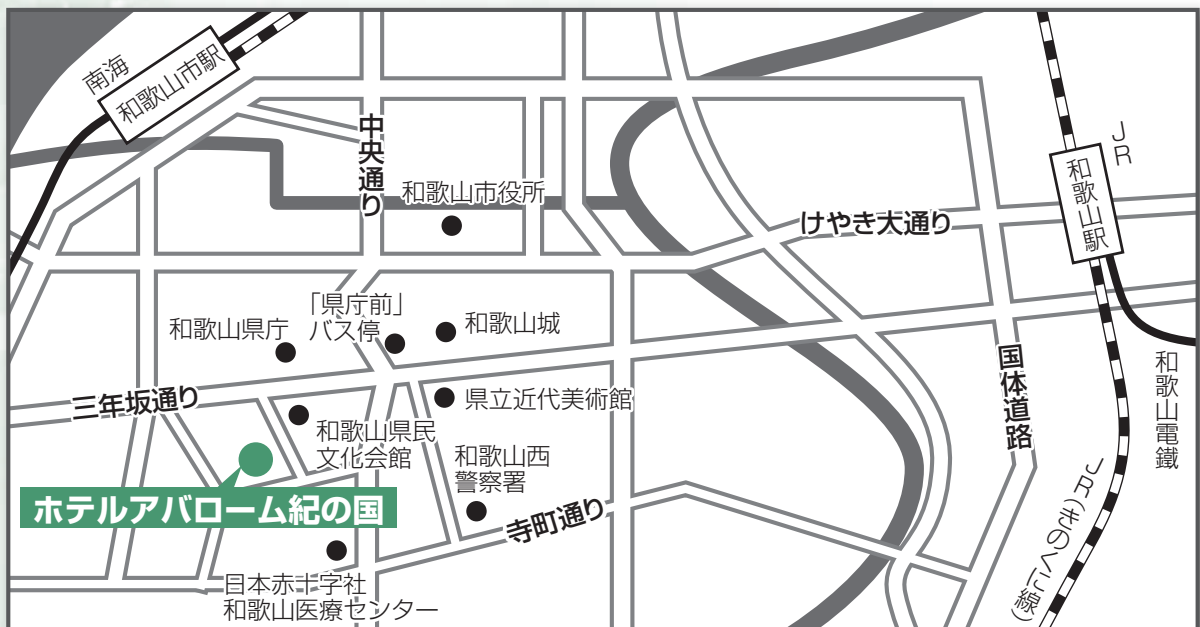 南海
和歌山市駅
中央通り
和歌山市役所
けやき大通り
JR
和歌山駅
「県庁前」
バス停
和歌山城
和歌山県庁
三年坂通り
県立近代美術館
和歌山県民
文化会館
和歌山西
警察署
国体道路
和歌山電鐵
ホテルアバローム紀の国
寺町通り
JR(きのくに線)
日本赤十字社
和歌山医療センター